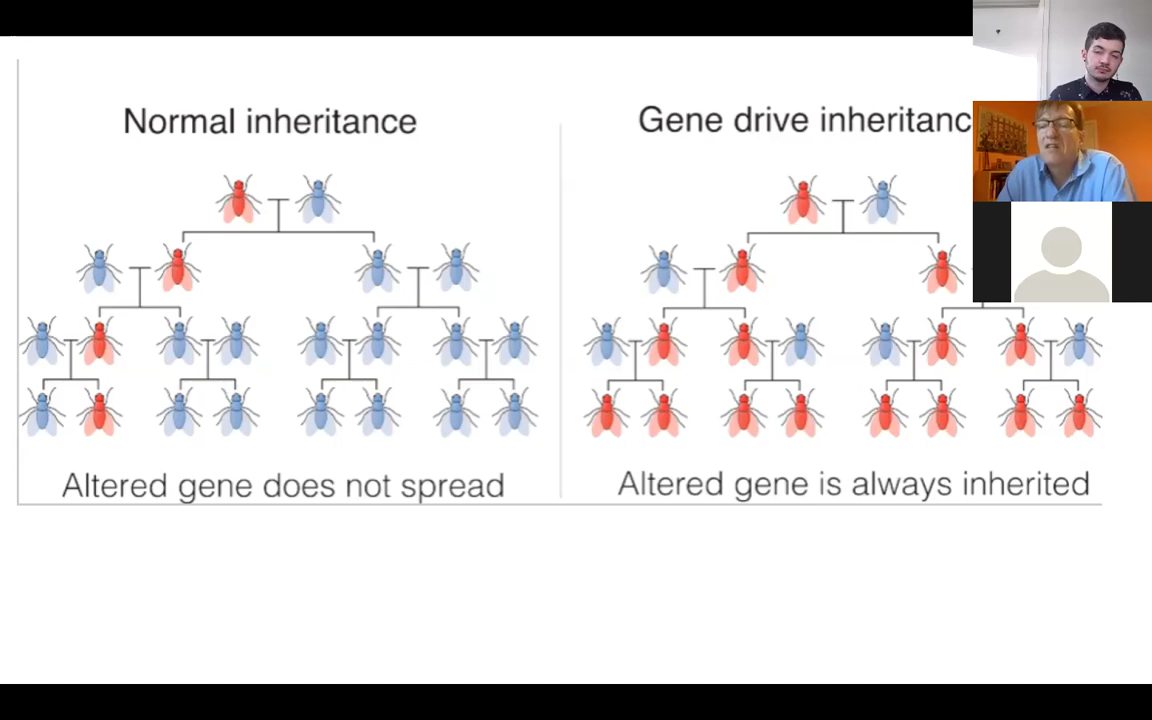 Normal inheritance
Gene drive inheritanc
Altered gene does not spread
Altered gene is always inherited